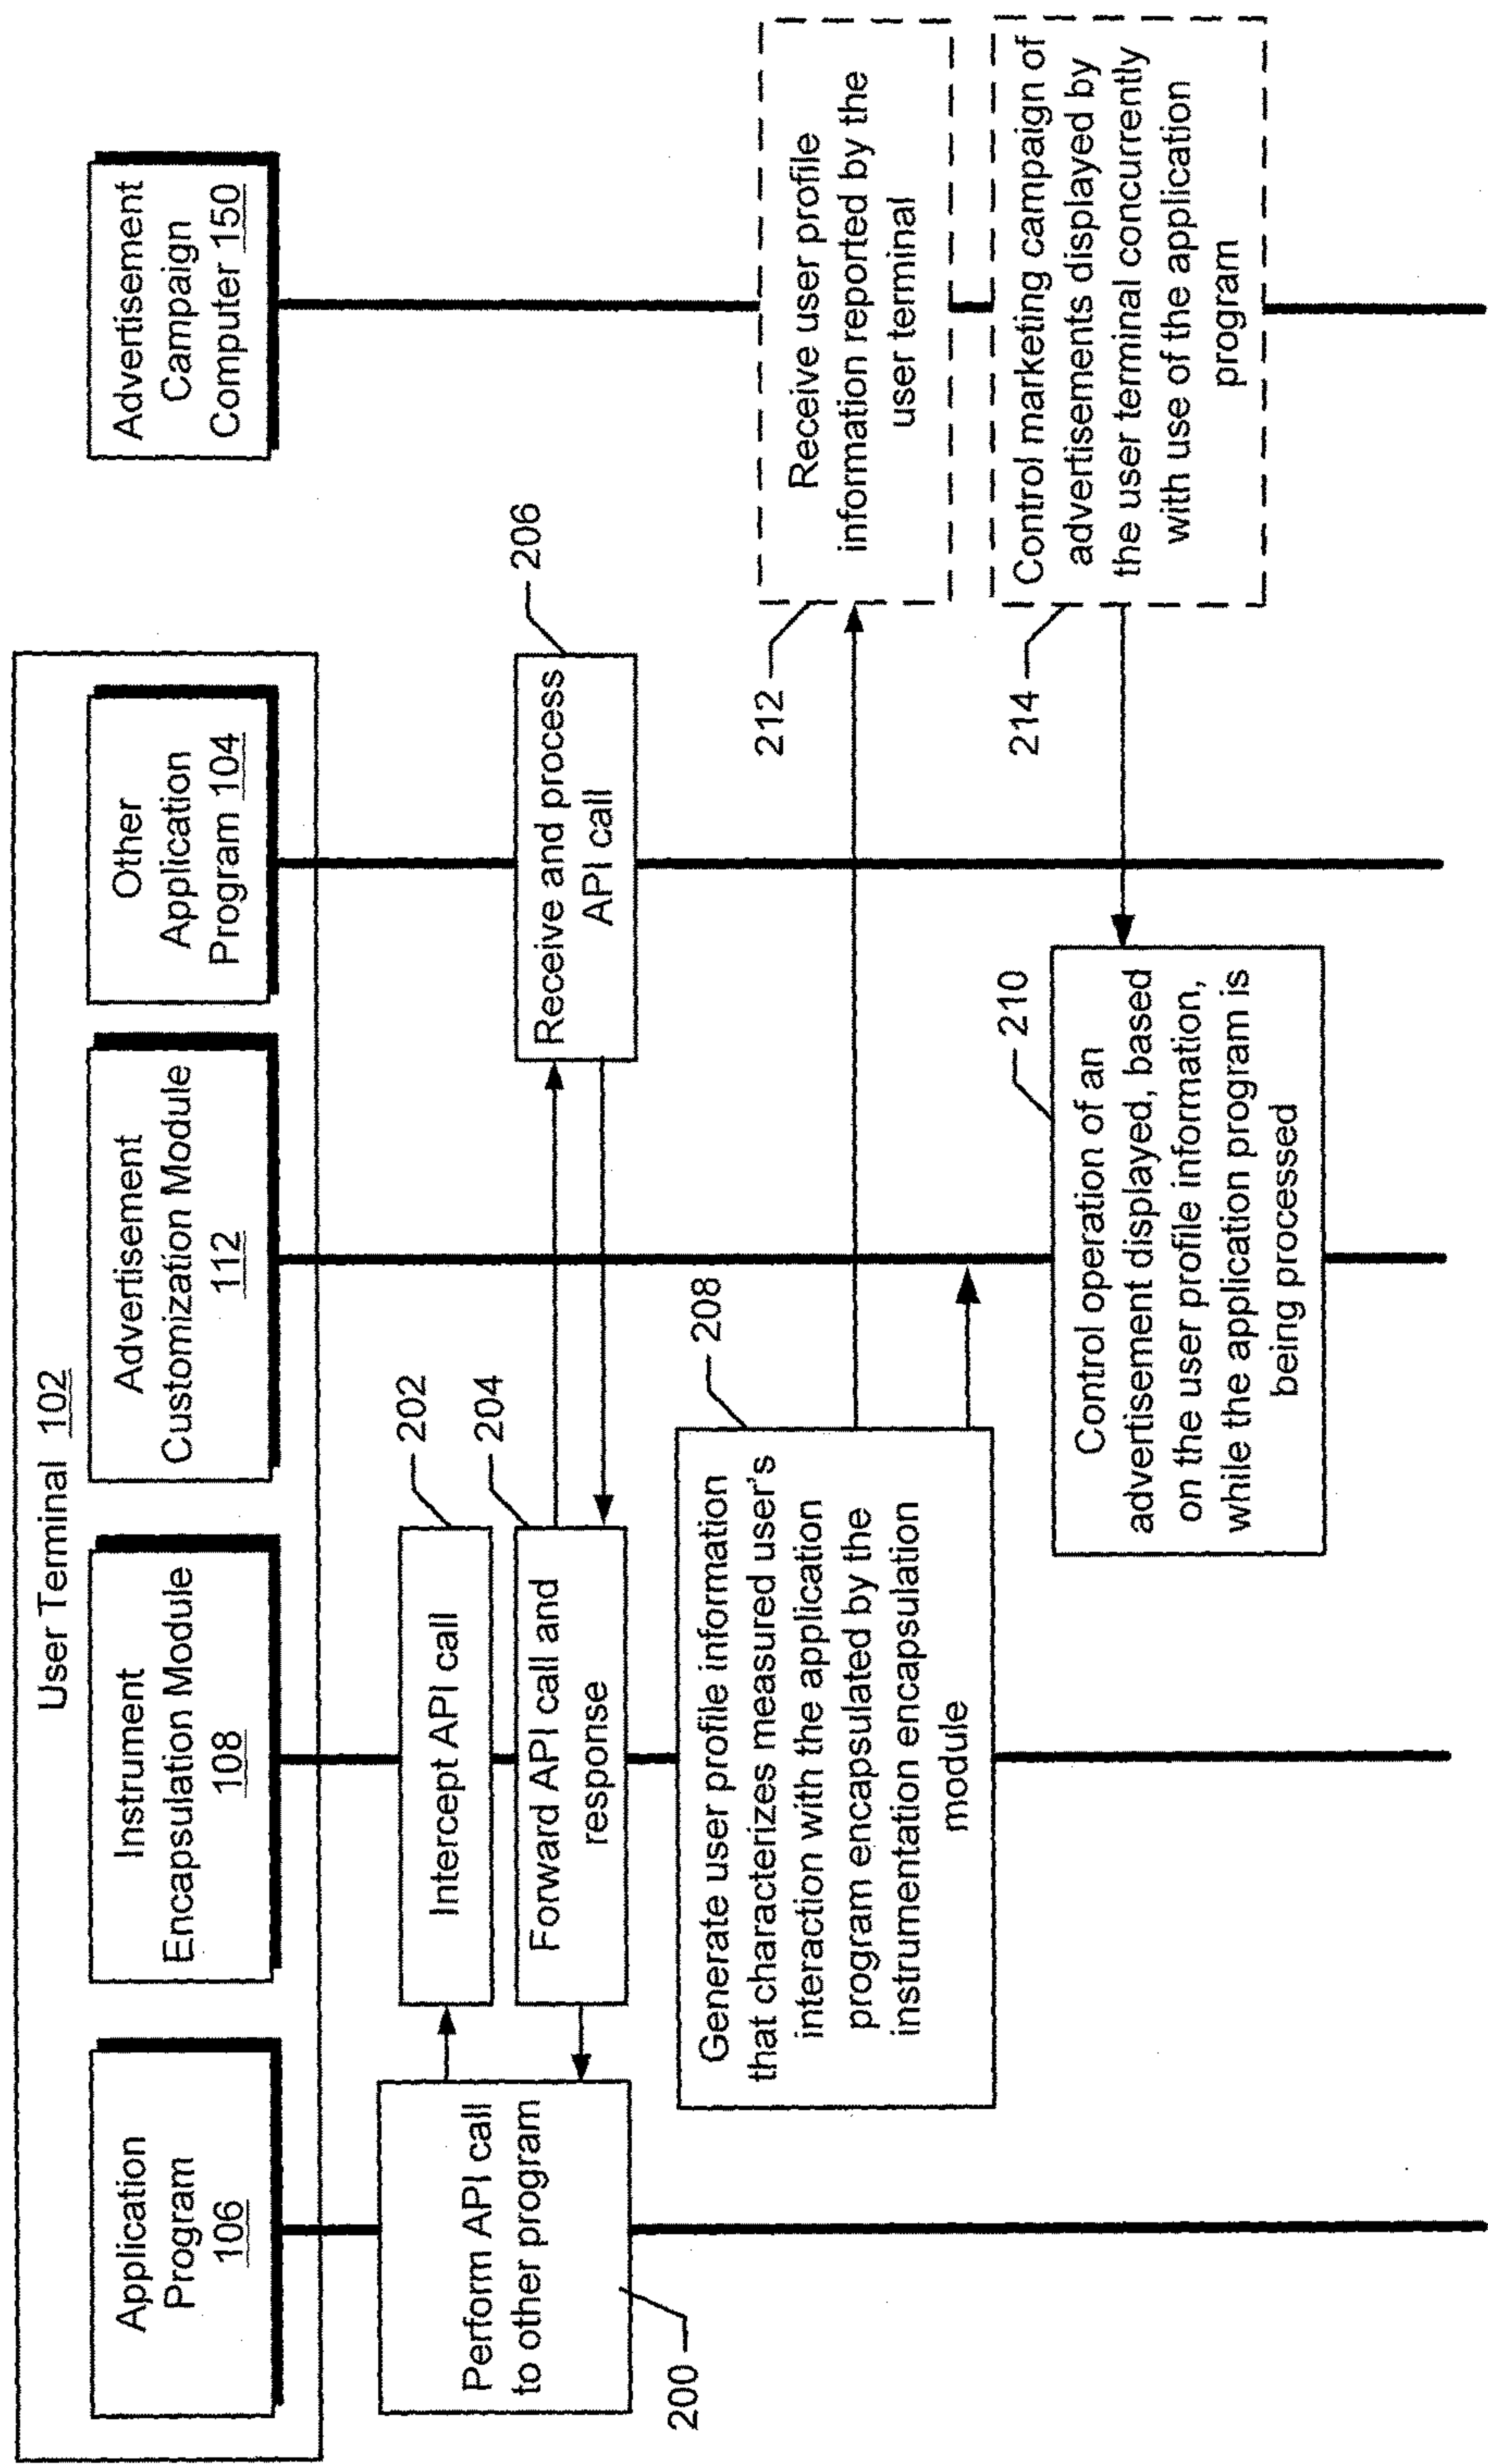 User Terminal 102
Application
Program
106
Instrument
Encapsulation Module
108
Advertisement
Customization Module
112
Other
Application
Program 104
Advertisement
Campaign
Computer 150
Perform API call
to other program
200
Intercept API call
202
Forward API call and
response
204
Receive and process
API call
206
Generate user profile information
that characterizes measured user's
interaction with the application
program encapsulated by the
instrumentation encapsulation
module
208
Receive user profile
information reported by the
user terminal
212
Control marketing campaign of
advertisements displayed by
the user terminal concurrently
with use of the application
program
214
Control operation of an
advertisement displayed, based
on the user profile information,
while the application program is
being processed
210